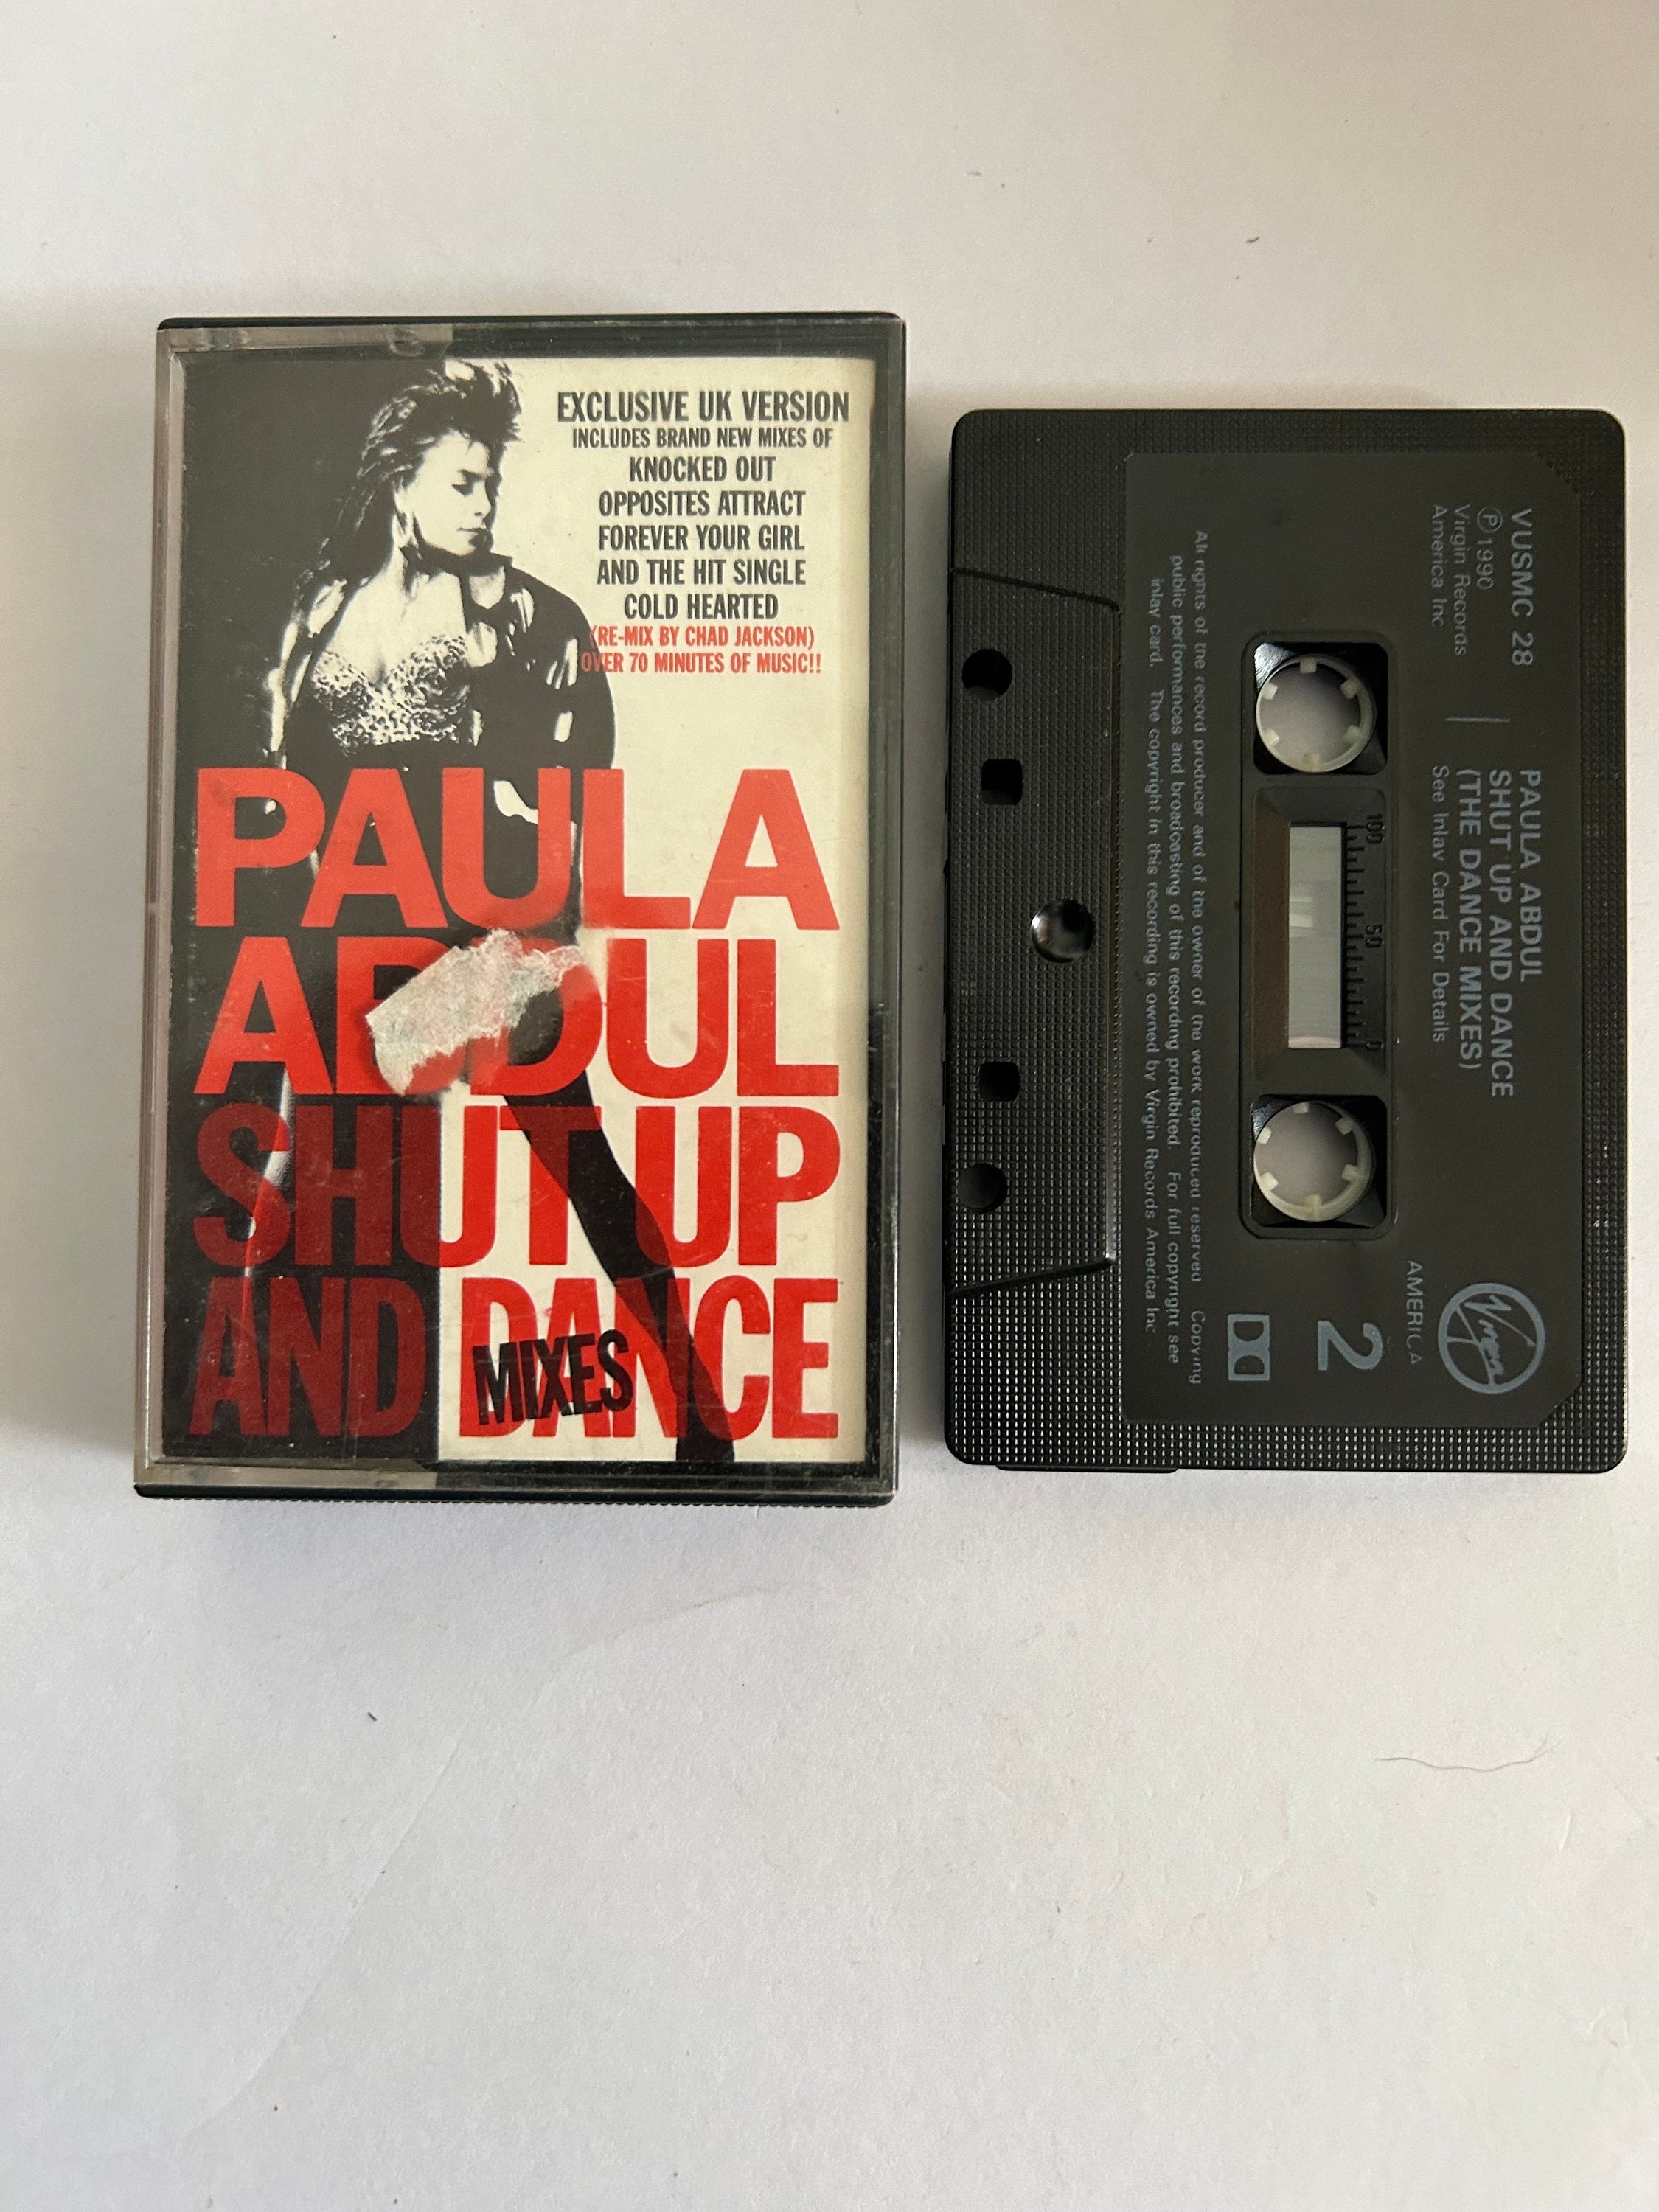 EXCLUSIVE UK VERSION
INCLUDES BRAND NEW MIXES OF
KNOCKED OUT
OPPOSITES ATTRACT
FOREVER YOUR GIRL
AND THE HIT SINGLE
COLD HEARTED
(RE-MIX BY CHAD JACKSON)
OVER 70 MINUTES OF MUSIC!!
PAULA
ABDUL
SHUT UP
AND DANCE
MIXES
VUSMC 28
Ⓟ1990
Virgin Records
America Inc
PAULA ABDUL
SHUT UP AND DANCE
(THE DANCE MIXES)
See Inlay Card For Details
Virgin
AMERICA
2
100 50 0
All rights of the record producer and of the owner of the work reproduced reserved Copying
public performances and broadcasting of this recording prohibited. For full copyright see
inlay card. The copyright in this recording is owned by Virgin Records America Inc